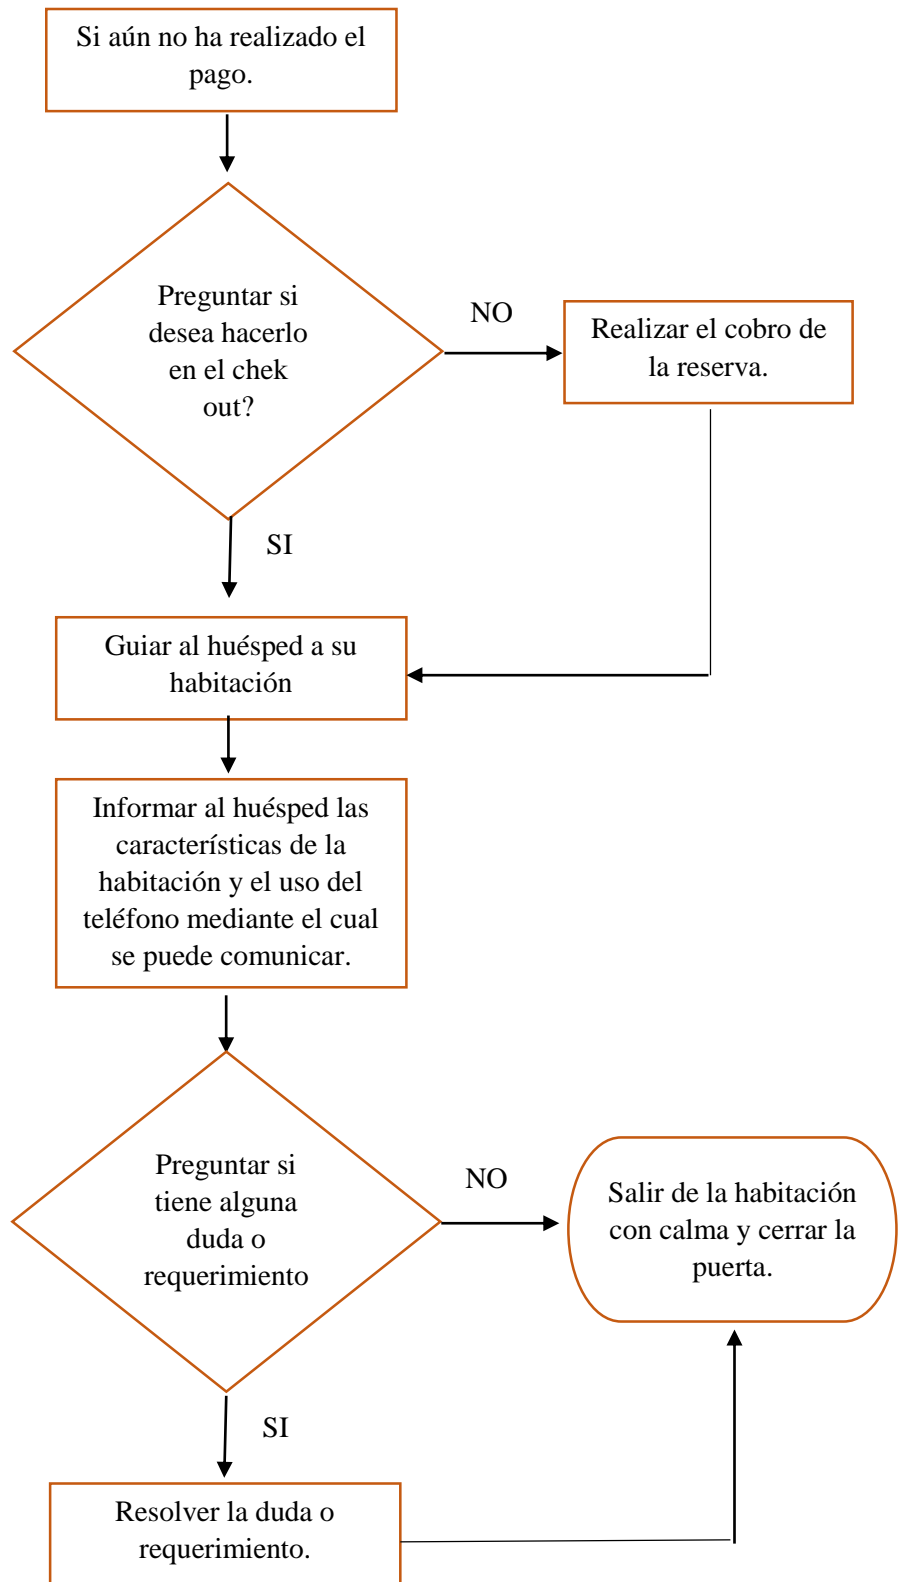 Si aún no ha realizado el
pago.
Preguntar si
desea hacerlo
en el chek
out?
NO
Realizar el cobro de
la reserva.
SI
Guiar al huésped a su
habitación
Informar al huésped las
características de la
habitación y el uso del
teléfono mediante el cual
se puede comunicar.
Preguntar si
tiene alguna
duda o
requerimiento
NO
Salir de la habitación
con calma y cerrar la
puerta.
SI
Resolver la duda o
requerimiento.